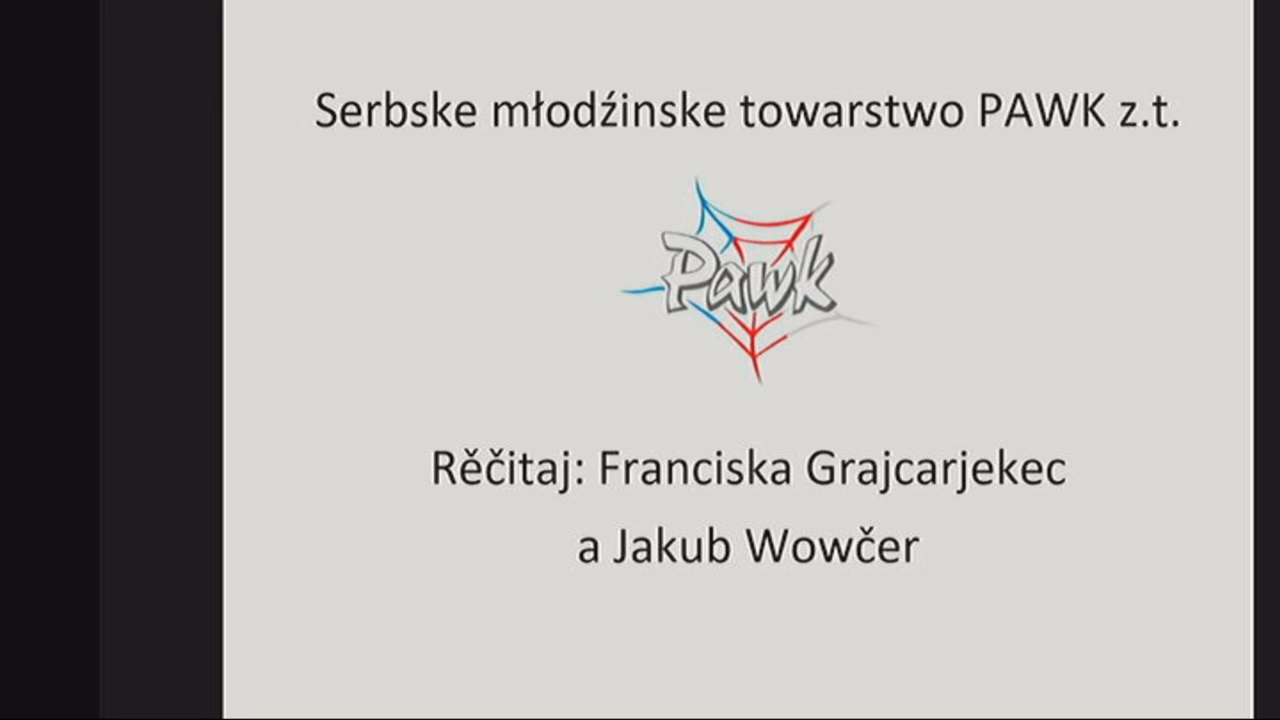 Serbske młodźinske towarstwo PAWK z.t.
Pawk
Rěčitaj: Franciska Grajcarjekec
a Jakub Wowčer